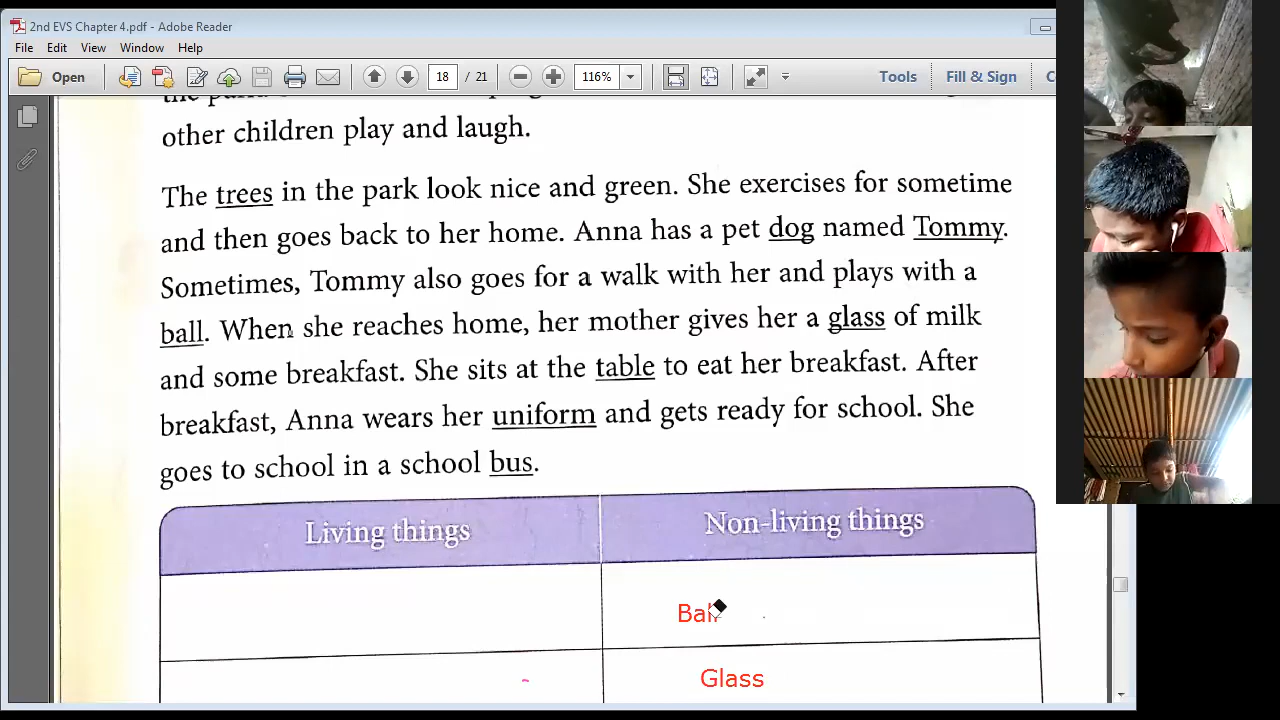 2nd EVS Chapter 4.pdf - Adobe Reader
File Edit View Window Help
Open 18 / 21 116% Tools Fill & Sign
other children play and laugh.
The trees in the park look nice and green. She exercises for sometime
and then goes back to her home. Anna has a pet dog named Tommy.
Sometimes, Tommy also goes for a walk with her and plays with a
ball. When she reaches home, her mother gives her a glass of milk
and some breakfast. She sits at the table to eat her breakfast. After
breakfast, Anna wears her uniform and gets ready for school. She
goes to school in a school bus.
Living things Non-living things
Ball
Glass